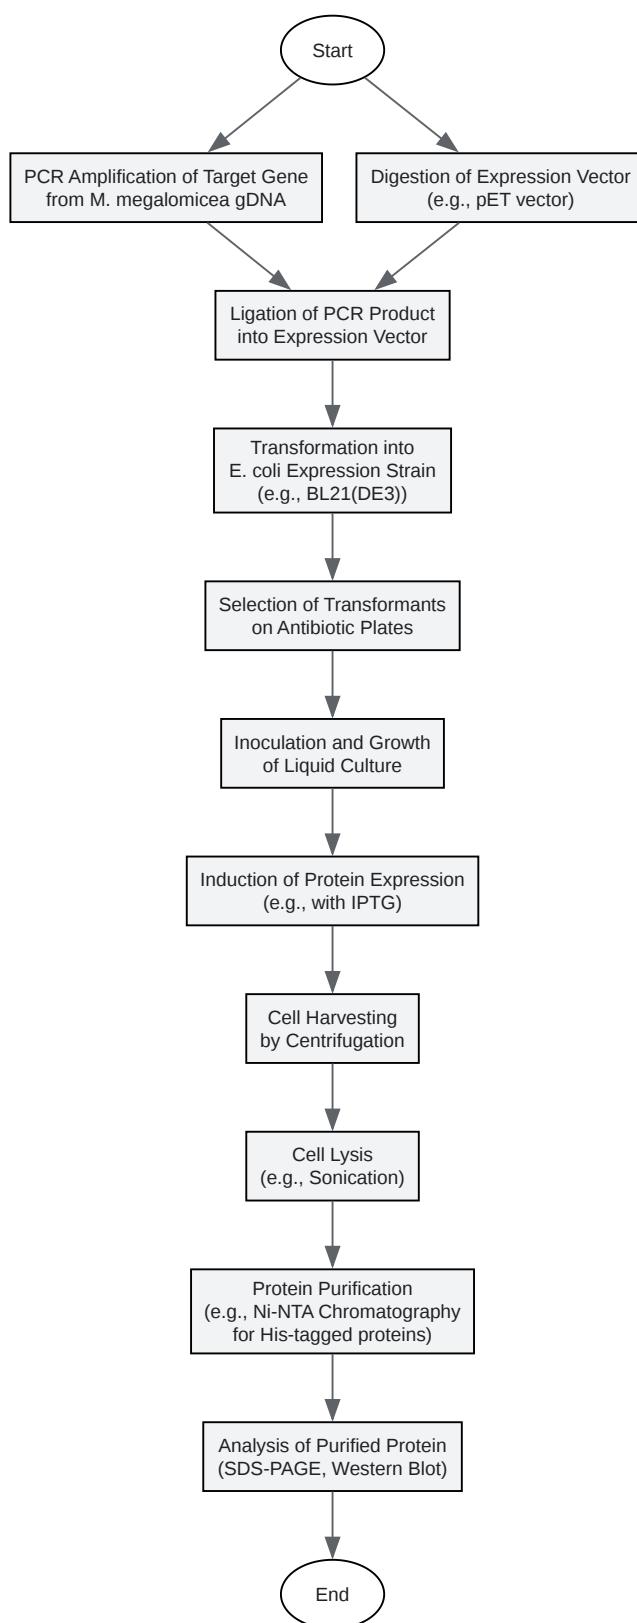 Start
PCR Amplification of Target Gene
from M. megalomicea gDNA
Digestion of Expression Vector
(e.g., pET vector)
Ligation of PCR Product
into Expression Vector
Transformation into
E. coli Expression Strain
(e.g., BL21(DE3))
Selection of Transformants
on Antibiotic Plates
Inoculation and Growth
of Liquid Culture
Induction of Protein Expression
(e.g., with IPTG)
Cell Harvesting
by Centrifugation
Cell Lysis
(e.g., Sonication)
Protein Purification
(e.g., Ni-NTA Chromatography
for His-tagged proteins)
Analysis of Purified Protein
(SDS-PAGE, Western Blot)
End